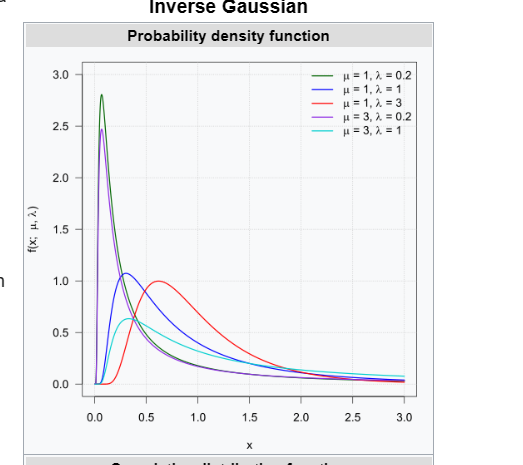 Inverse Gaussian
Probability density function
3.0
2.5
2.0
1.5
1.0
0.5
0.0
f(x; μ, λ)
μ = 1, λ = 0.2
μ = 1, λ = 1
μ = 1, λ = 3
μ = 3, λ = 0.2
μ = 3, λ = 1
0.0 0.5 1.0 1.5 2.0 2.5 3.0
x